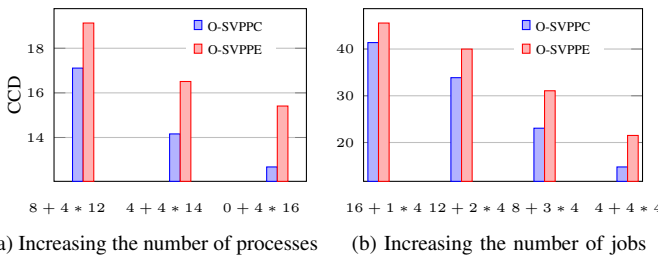 O-SVPPC
O-SVPPE
18
16
14
CCD
8 + 4 * 12 4 + 4 * 14 0 + 4 * 16
a) Increasing the number of processes
O-SVPPC
O-SVPPE
40
30
20
16 + 1 * 4 12 + 2 * 4 8 + 3 * 4 4 + 4 * 4
(b) Increasing the number of jobs